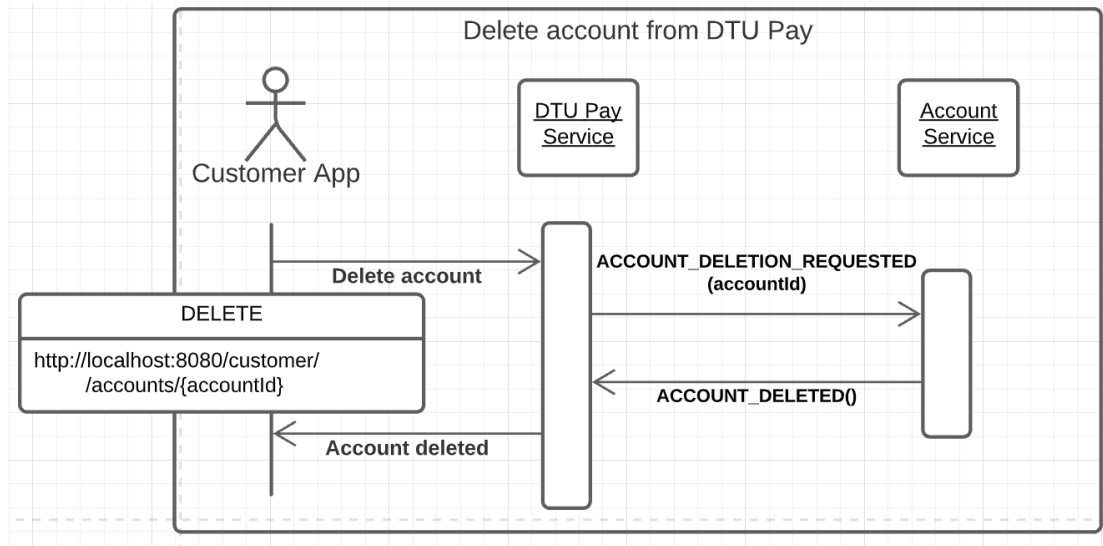 Delete account from DTU Pay
Customer App
DTU Pay
Service
Account
Service
Delete account
ACCOUNT_DELETION_REQUESTED
(accountId)
DELETE
http://localhost:8080/customer/
/accounts/{accountId}
ACCOUNT_DELETED()
Account deleted